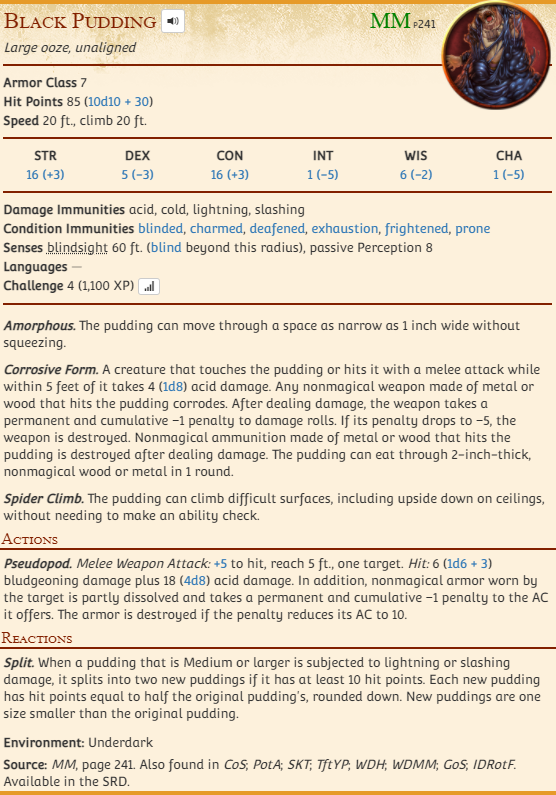 Black Pudding MM P241
Large ooze, unaligned
Armor Class 7
Hit Points 85 (10d10 + 30)
Speed 20 ft., climb 20 ft.
STR DEX CON INT WIS CHA
16 (+3) 5 (−3) 16 (+3) 1 (−5) 6 (−2) 1 (−5)
Damage Immunities acid, cold, lightning, slashing
Condition Immunities blinded, charmed, deafened, exhaustion, frightened, prone
Senses blindsight 60 ft. (blind beyond this radius), passive Perception 8
Languages —
Challenge 4 (1,100 XP)
Amorphous. The pudding can move through a space as narrow as 1 inch wide without
squeezing.
Corrosive Form. A creature that touches the pudding or hits it with a melee attack while
within 5 feet of it takes 4 (1d8) acid damage. Any nonmagical weapon made of metal or
wood that hits the pudding corrodes. After dealing damage, the weapon takes a
permanent and cumulative −1 penalty to damage rolls. If its penalty drops to −5, the
weapon is destroyed. Nonmagical ammunition made of metal or wood that hits the
pudding is destroyed after dealing damage. The pudding can eat through 2-inch-thick,
nonmagical wood or metal in 1 round.
Spider Climb. The pudding can climb difficult surfaces, including upside down on ceilings,
without needing to make an ability check.
Actions
Pseudopod. Melee Weapon Attack: +5 to hit, reach 5 ft., one target. Hit: 6 (1d6 + 3)
bludgeoning damage plus 18 (4d8) acid damage. In addition, nonmagical armor worn by
the target is partly dissolved and takes a permanent and cumulative −1 penalty to the AC
it offers. The armor is destroyed if the penalty reduces its AC to 10.
Reactions
Split. When a pudding that is Medium or larger is subjected to lightning or slashing
damage, it splits into two new puddings if it has at least 10 hit points. Each new pudding
has hit points equal to half the original pudding's, rounded down. New puddings are one
size smaller than the original pudding.
Environment: Underdark
Source: MM, page 241. Also found in CoS; PotA; SKT; TftYP; WDH; WDMM; GoS; IDRotF.
Available in the SRD.